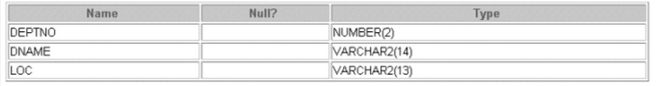 Name Null? Type
DEPTNO NUMBER(2)
DNAME VARCHAR2(14)
LOC VARCHAR2(13)